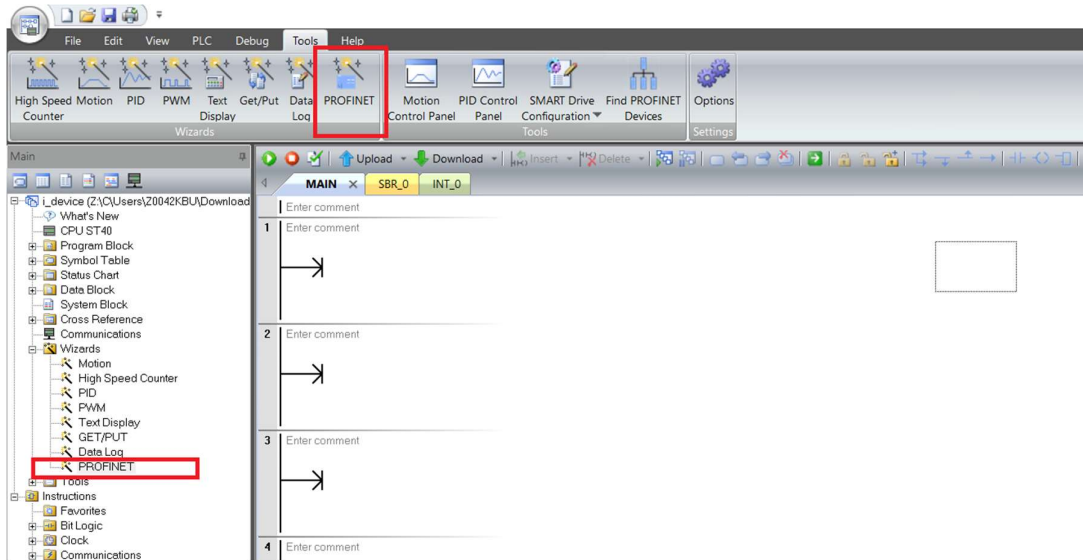 File Edit View PLC Debug Tools Help
High Speed Counter
Motion
PID
PWM
Text Display
Get/Put
Data Log
PROFINET
Motion Control Panel
PID Control Panel
SMART Drive Configuration
Find PROFINET Devices
Options
Wizards
Tools
Settings
Main
Upload
Download
Insert
Delete
MAIN
SBR_0
INT_0
i_device (Z:\C\Users\Z0042KBU\Download
What's New
CPU ST40
Program Block
Symbol Table
Status Chart
Data Block
System Block
Cross Reference
Communications
Wizards
Motion
High Speed Counter
PID
PWM
Text Display
GET/PUT
Data Log
PROFINET
Tools
Instructions
Favorites
Bit Logic
Clock
Communications
Enter comment
1 Enter comment
2 Enter comment
3 Enter comment
4 Enter comment